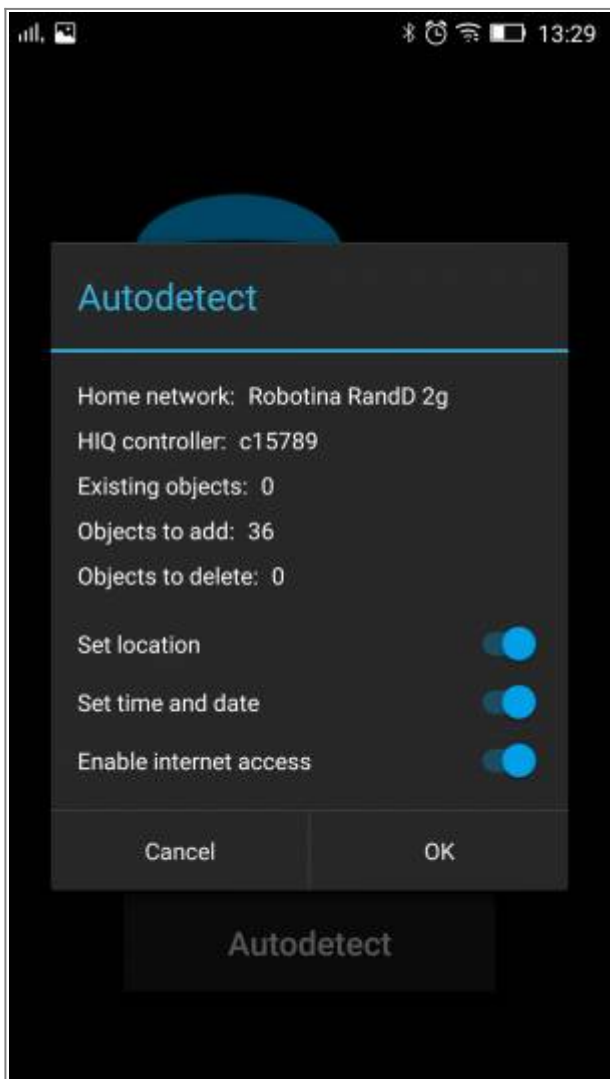 13:29
Autodetect
Home network: Robotina RandD 2g
HIQ controller: c15789
Existing objects: 0
Objects to add: 36
Objects to delete: 0
Set location
Set time and date
Enable internet access
Cancel OK
Autodetect